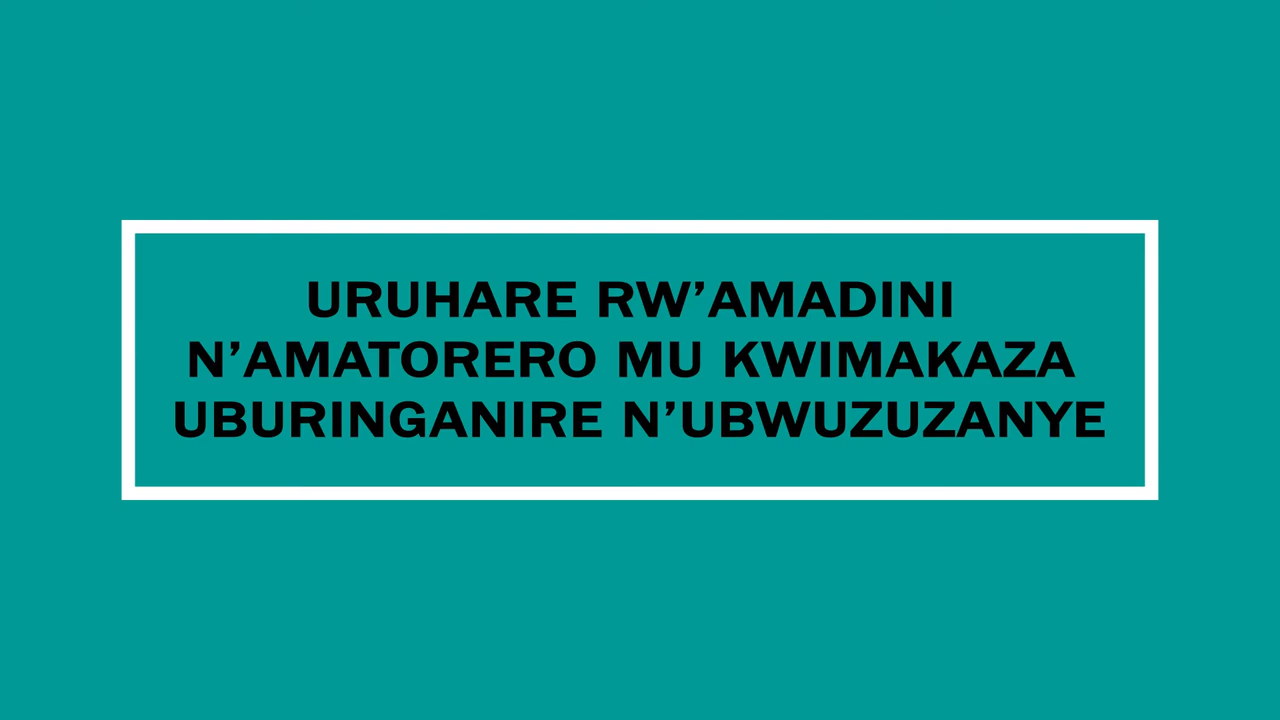 URUHARE RW’AMADINI
N’AMATORERO MU KWIMAKAZA
UBURINGANIRE N’UBWUZUZANYE